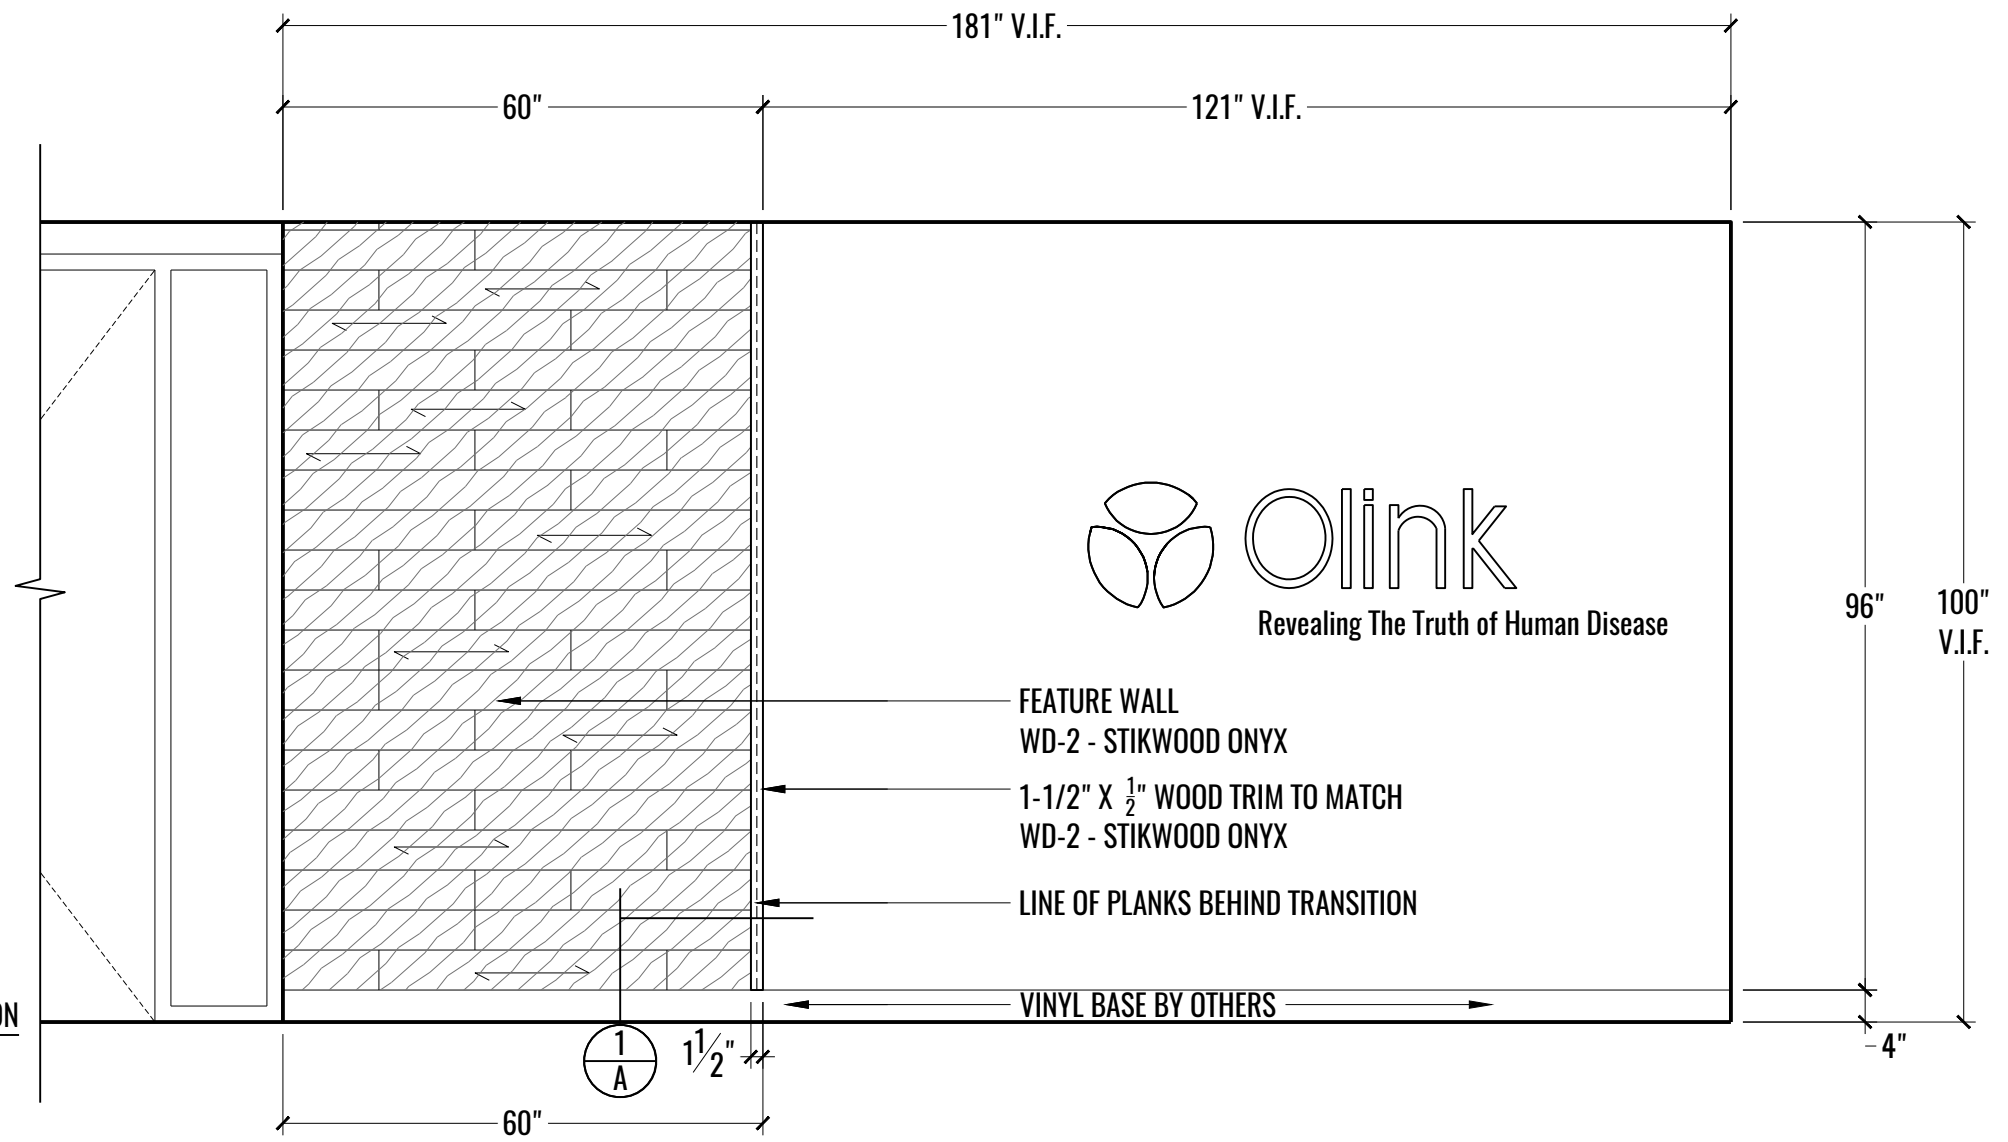 181" V.I.F.
60"
121" V.I.F.
Olink
Revealing The Truth of Human Disease
96"
100"
V.I.F.
FEATURE WALL
WD-2 - STIKWOOD ONYX
1-1/2" X 1/2" WOOD TRIM TO MATCH
WD-2 - STIKWOOD ONYX
LINE OF PLANKS BEHIND TRANSITION
VINYL BASE BY OTHERS
ON
1
A
1 1/2"
4"
60"